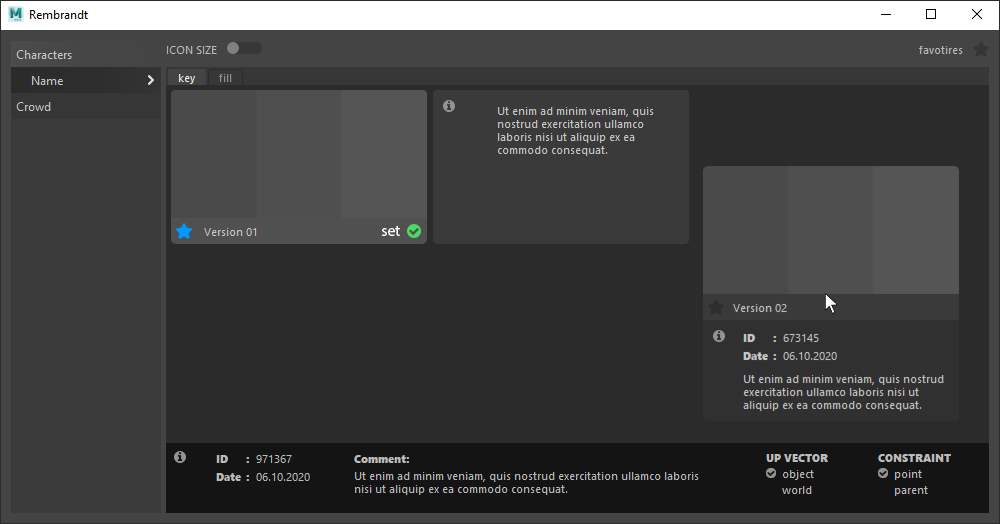 Rembrandt
Characters
Name
Crowd
ICON SIZE
favotires
key
fill
Version 01
set
Ut enim ad minim veniam, quis
nostrud exercitation ullamco
laboris nisi ut aliquip ex ea
commodo consequat.
Version 02
ID : 673145
Date : 06.10.2020
Ut enim ad minim veniam, quis nostrud
exercitation ullamco laboris nisi ut
aliquip ex ea commodo consequat.
ID : 971367
Date : 06.10.2020
Comment:
Ut enim ad minim veniam, quis nostrud exercitation ullamco laboris
nisi ut aliquip ex ea commodo consequat.
UP VECTOR
object
world
CONSTRAINT
point
parent